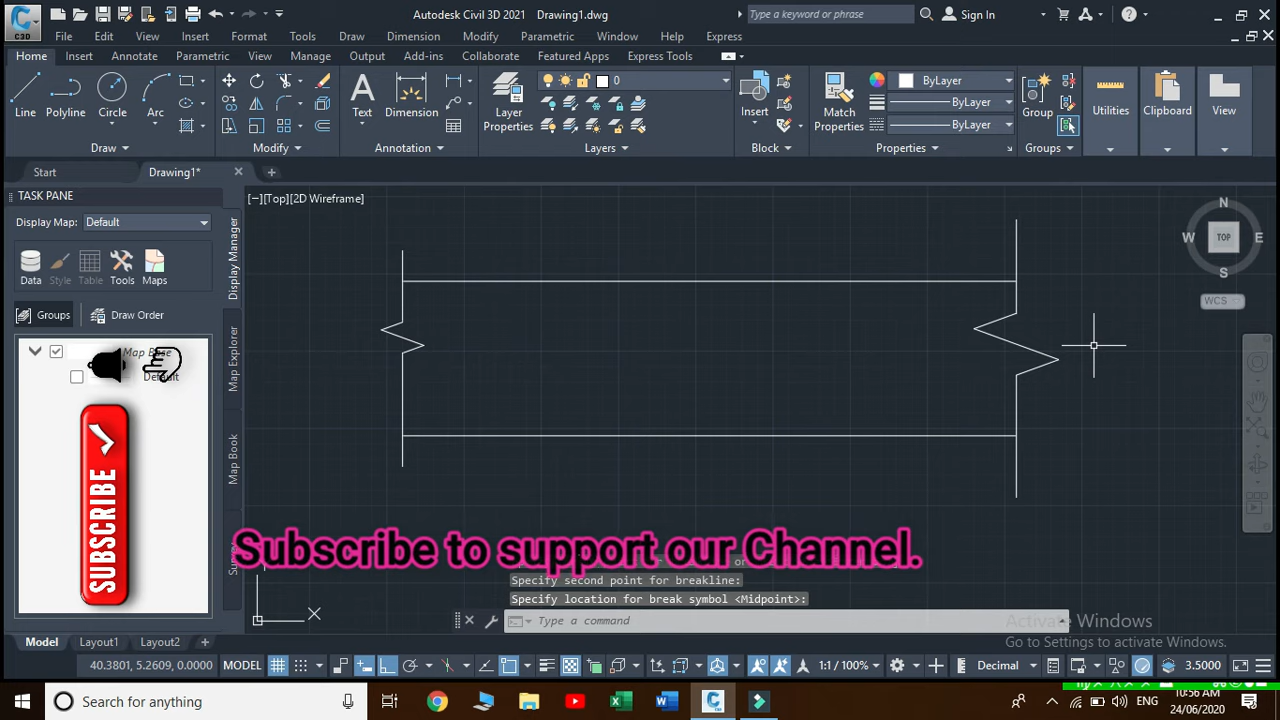 Autodesk Civil 3D 2021 Drawing1.dwg
Type a keyword or phrase
Sign In
C3D
File Edit View Insert Format Tools Draw Dimension Modify Parametric Window Help Express
Home Insert Annotate Parametric View Manage Output Add-ins Collaborate Featured Apps Express Tools
0
ByLayer
ByLayer
ByLayer
Line Polyline Circle Arc
Text Dimension
Layer Properties
Insert
Match Properties
Group
Utilities Clipboard View
Draw Modify Annotation Layers Block Properties Groups
Start Drawing1*
TASK PANE
[−][Top][2D Wireframe]
Display Map: Default
Data Style Table Tools Maps
Groups Draw Order
Map Base
Default
Display Manager
Map Explorer
Map Book
SUBSCRIBE
N
W TOP E
S
WCS
Subscribe to support our Channel.
Specify second point for breakline:
Specify location for break symbol <Midpoint>:
Type a command
Activate Windows
Go to Settings to activate Windows.
Model Layout1 Layout2
40.3801, 5.2609, 0.0000 MODEL
1:1 / 100%
Decimal
3.5000
Search for anything
ENG
10:56 AM
24/06/2020